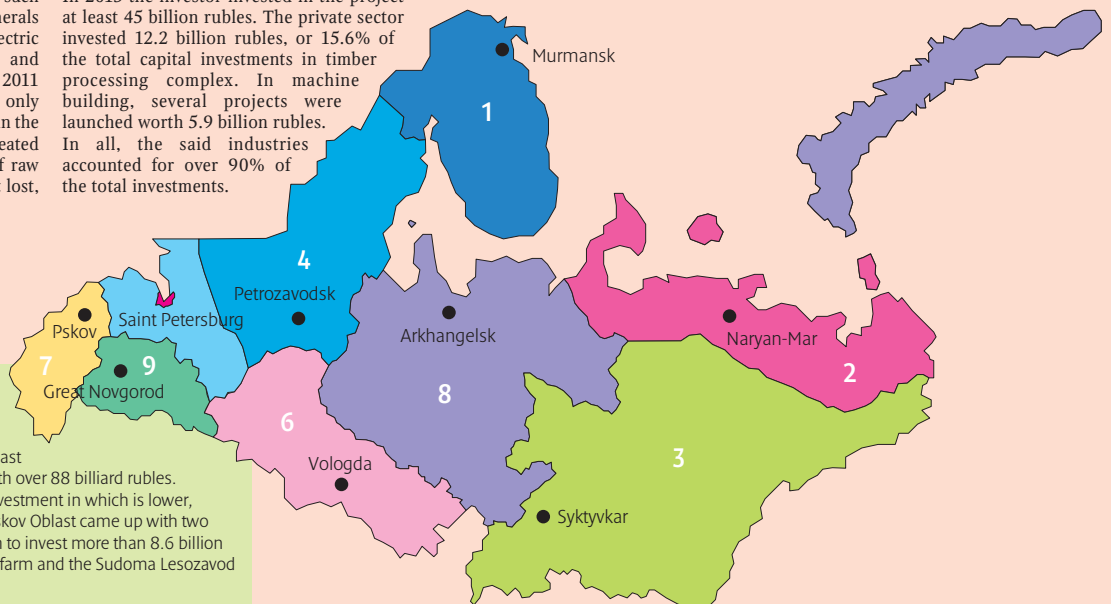 such
nerals
ectric
and
2011
only
n the
eated
f raw
lost,
In 2013 the investor invested in the project
at least 45 billion rubles. The private sector
invested 12.2 billion rubles, or 15.6% of
the total capital investments in timber
processing complex. In machine
building, several projects were
launched worth 5.9 billion rubles.
In all, the said industries
accounted for over 90% of
the total investments.
Murmansk
1
4
Petrozavodsk
Saint Petersburg
Pskov
7
9
Great Novgorod
Arkhangelsk
8
Naryan-Mar
2
6
Vologda
3
Syktyvkar
ast
th over 88 billiard rubles.
vestment in which is lower,
skov Oblast came up with two
n to invest more than 8.6 billion
farm and the Sudoma Lesozavod